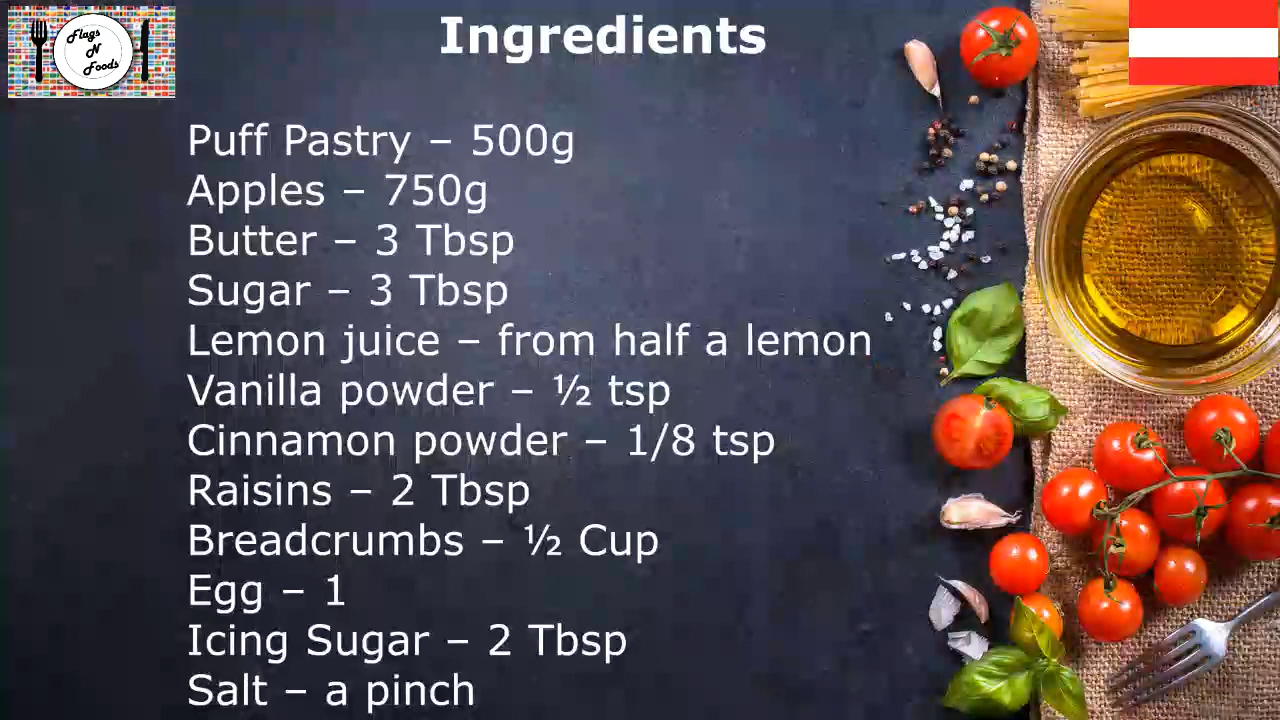 Flags
N
Foods
Ingredients
Puff Pastry – 500g
Apples – 750g
Butter – 3 Tbsp
Sugar – 3 Tbsp
Lemon juice – from half a lemon
Vanilla powder – ½ tsp
Cinnamon powder – 1/8 tsp
Raisins – 2 Tbsp
Breadcrumbs – ½ Cup
Egg – 1
Icing Sugar – 2 Tbsp
Salt – a pinch